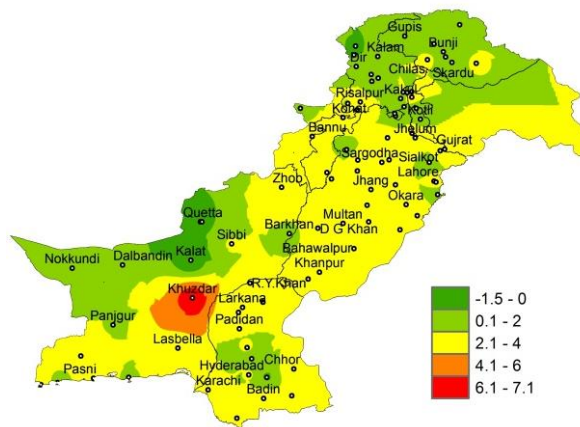 Gupis
Kalam
Bunji
Dir
Chilas
Skardu
Risalpur
Kakul
Kohat
Kotli
Bannu
Jhelum
Gujrat
Sargodha
Sialkot
Zhob
Jhang
Lahore
Okara
Quetta
Multan
Sibbi
Barkhan
D G Khan
Kalat
Bahawalpur
Nokkundi
Dalbandin
Khanpur
R.Y.Khan
Khuzdar
Larkana
Panjgur
Padidan
Lasbella
Pasni
Hyderabad
Chhor
Karachi
Badin
-1.5 - 0
0.1 - 2
2.1 - 4
4.1 - 6
6.1 - 7.1